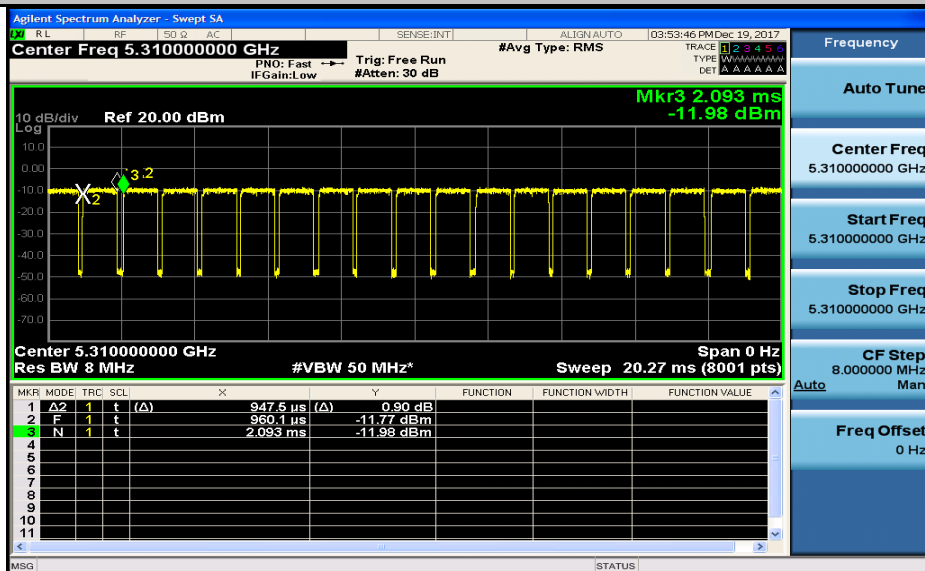 Agilent Spectrum Analyzer - Swept SA
LXI RL RF 50 Ω AC SENSE:INT ALIGN AUTO 03:53:46 PM Dec 19, 2017
Center Freq 5.310000000 GHz
PNO: Fast
IFGain:Low
Trig: Free Run
#Atten: 30 dB
#Avg Type: RMS
TRACE 1 2 3 4 5 6
TYPE WWWWWW
DET A A A A A A
Mkr3 2.093 ms
-11.98 dBm
10 dB/div Ref 20.00 dBm
Log
10.0
0.00
-10.0
-20.0
-30.0
-40.0
-50.0
-60.0
-70.0
3
2
2
Center 5.310000000 GHz Span 0 Hz
Res BW 8 MHz #VBW 50 MHz* Sweep 20.27 ms (8001 pts)
MKR MODE TRC SCL X Y FUNCTION FUNCTION WIDTH FUNCTION VALUE
1 Δ2 1 t (Δ) 947.5 µs (Δ) 0.90 dB
2 F 1 t 960.1 µs -11.77 dBm
3 N 1 t 2.093 ms -11.98 dBm
4
5
6
7
8
9
10
11
MSG STATUS
Frequency
Auto Tune
Center Freq
5.310000000 GHz
Start Freq
5.310000000 GHz
Stop Freq
5.310000000 GHz
CF Step
8.000000 MHz
Auto Man
Freq Offset
0 Hz